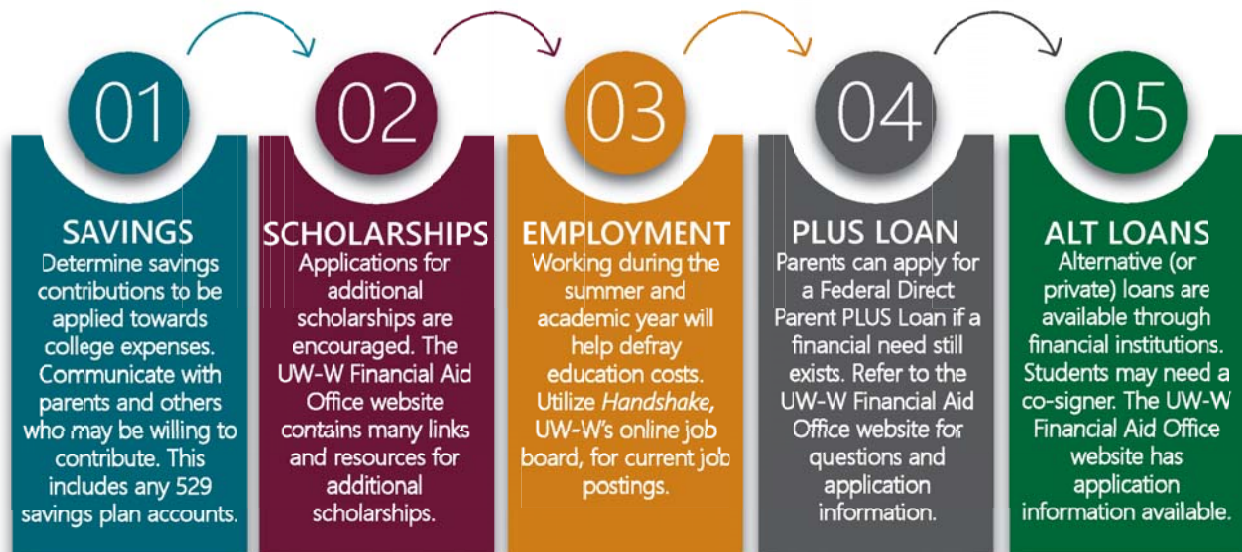 01
SAVINGS
Determine savings
contributions to be
applied towards
college expenses.
Communicate with
parents and others
who may be willing to
contribute. This
includes any 529
savings plan accounts.
02
SCHOLARSHIPS
Applications for
additional
scholarships are
encouraged. The
UW-W Financial Aid
Office website
contains many links
and resources for
additional
scholarships.
03
EMPLOYMENT
Working during the
summer and
academic year will
help defray
education costs.
Utilize Handshake,
UW-W's online job
board, for current job
postings.
04
PLUS LOAN
Parents can apply for
a Federal Direct
Parent PLUS Loan if a
financial need still
exists. Refer to the
UW-W Financial Aid
Office website for
questions and
application
information.
05
ALT LOANS
Alternative (or
private) loans are
available through
financial institutions.
Students may need a
co-signer. The UW-W
Financial Aid Office
website has
application
information available.